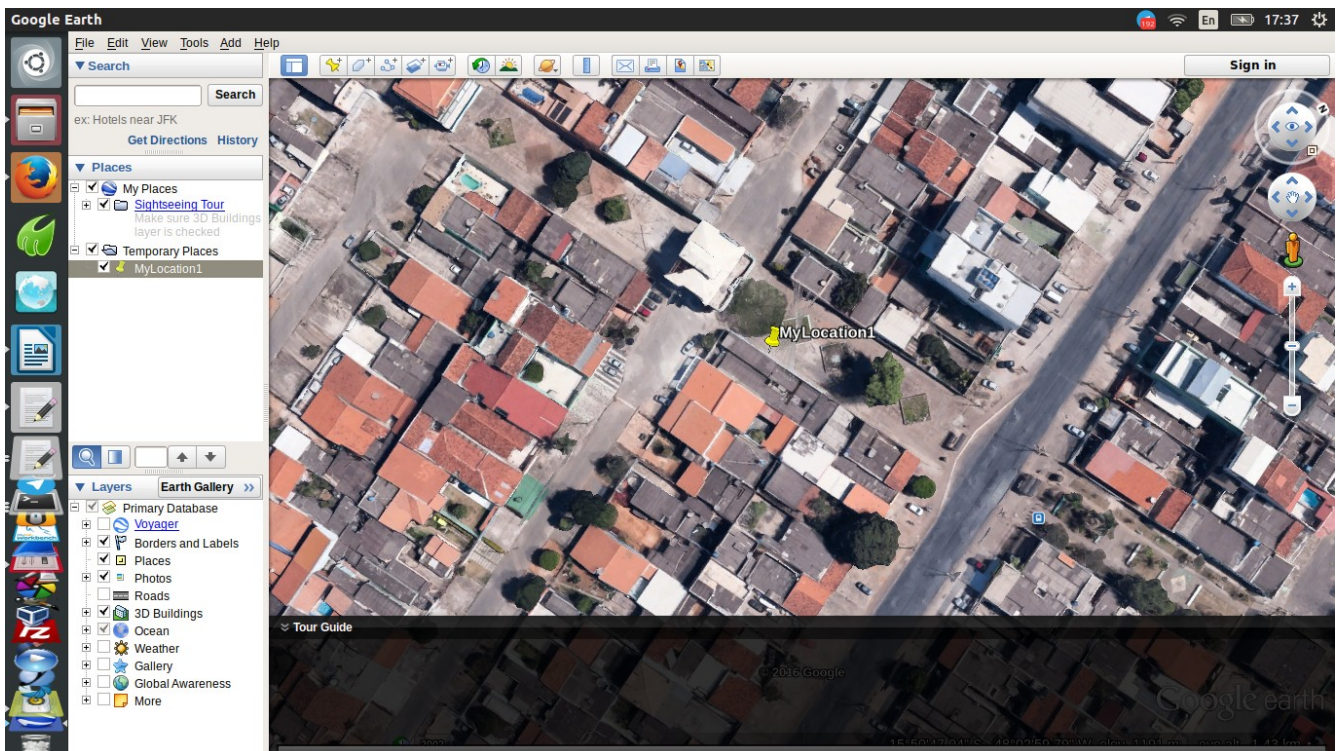 Google Earth
192
En
17:37
File Edit View Tools Add Help
Search
Sign in
Search
ex: Hotels near JFK
Get Directions History
Places
My Places
Sightseeing Tour
Make sure 3D Buildings
layer is checked
Temporary Places
MyLocation1
N
MyLocation1
Layers
Earth Gallery >>
Primary Database
Voyager
Borders and Labels
Places
Photos
Roads
3D Buildings
Ocean
Weather
Gallery
Global Awareness
More
Tour Guide
© 2016 Google
Google earth
2002